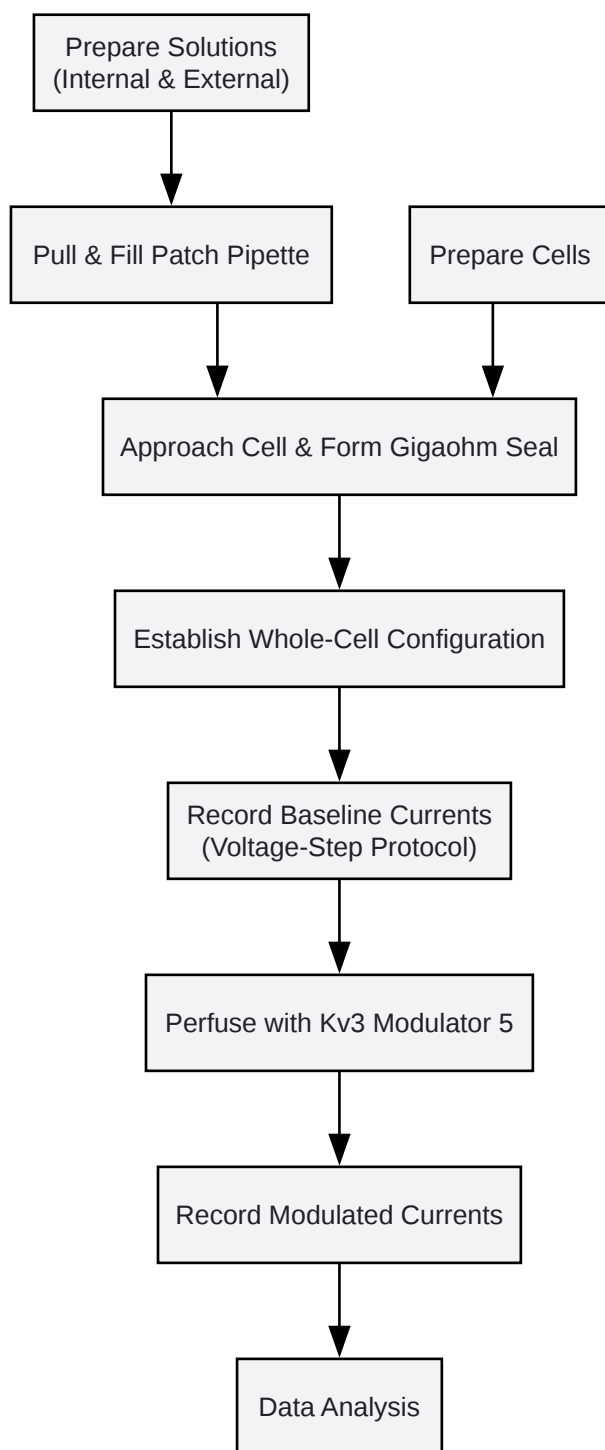 Prepare Solutions
(Internal & External)
Pull & Fill Patch Pipette
Prepare Cells
Approach Cell & Form Gigaohm Seal
Establish Whole-Cell Configuration
Record Baseline Currents
(Voltage-Step Protocol)
Perfuse with Kv3 Modulator 5
Record Modulated Currents
Data Analysis